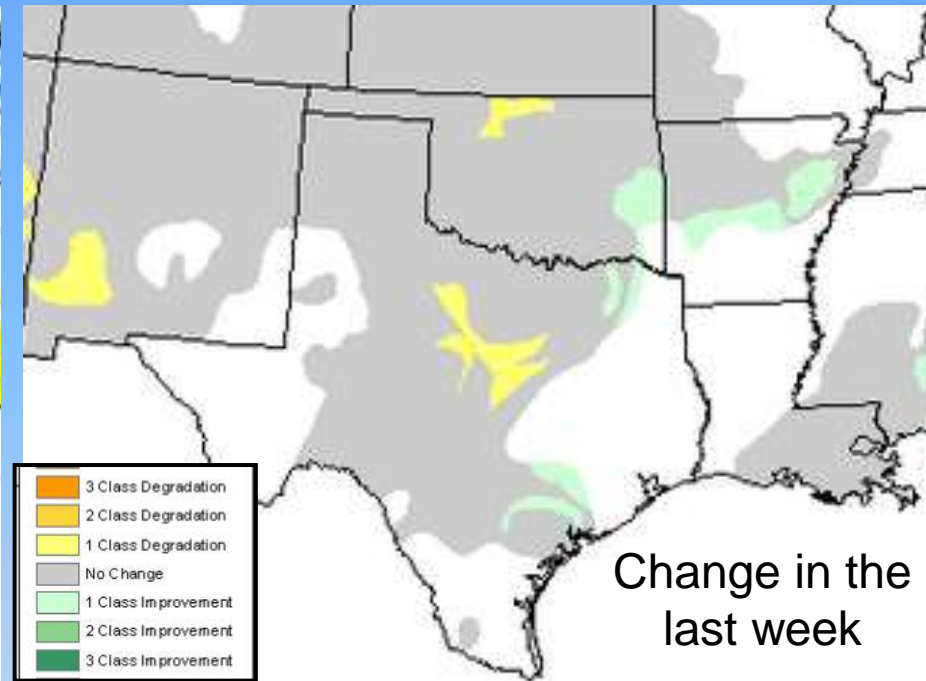 3 Class Degradation
2 Class Degradation
1 Class Degradation
No Change
1 Class Improvement
2 Class Improvement
3 Class Improvement
Change in the
last week